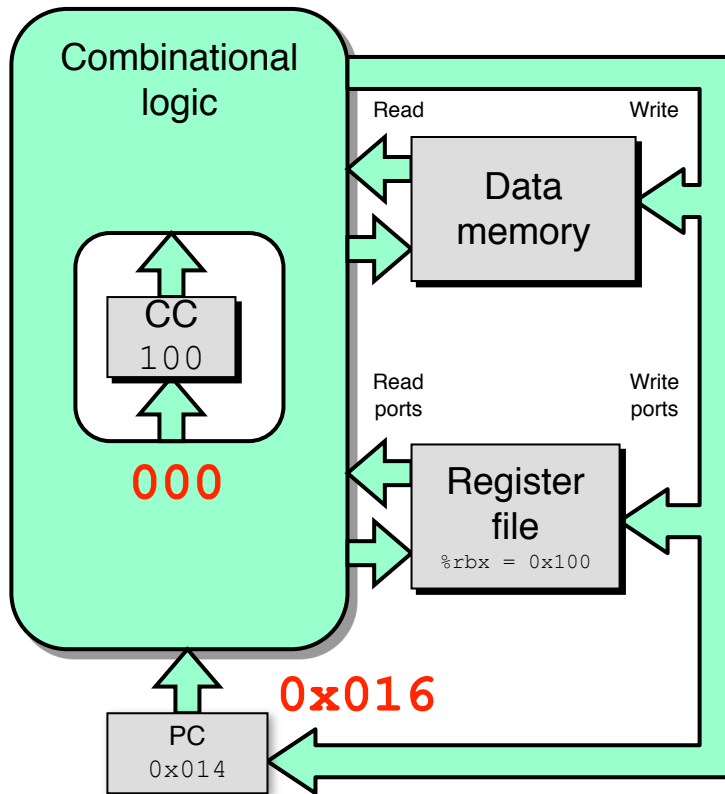 Combinational
logic
Read
Write
Data
memory
CC
100
000
Read
ports
Write
ports
Register
file
%rbx = 0x100
0x016
PC
0x014